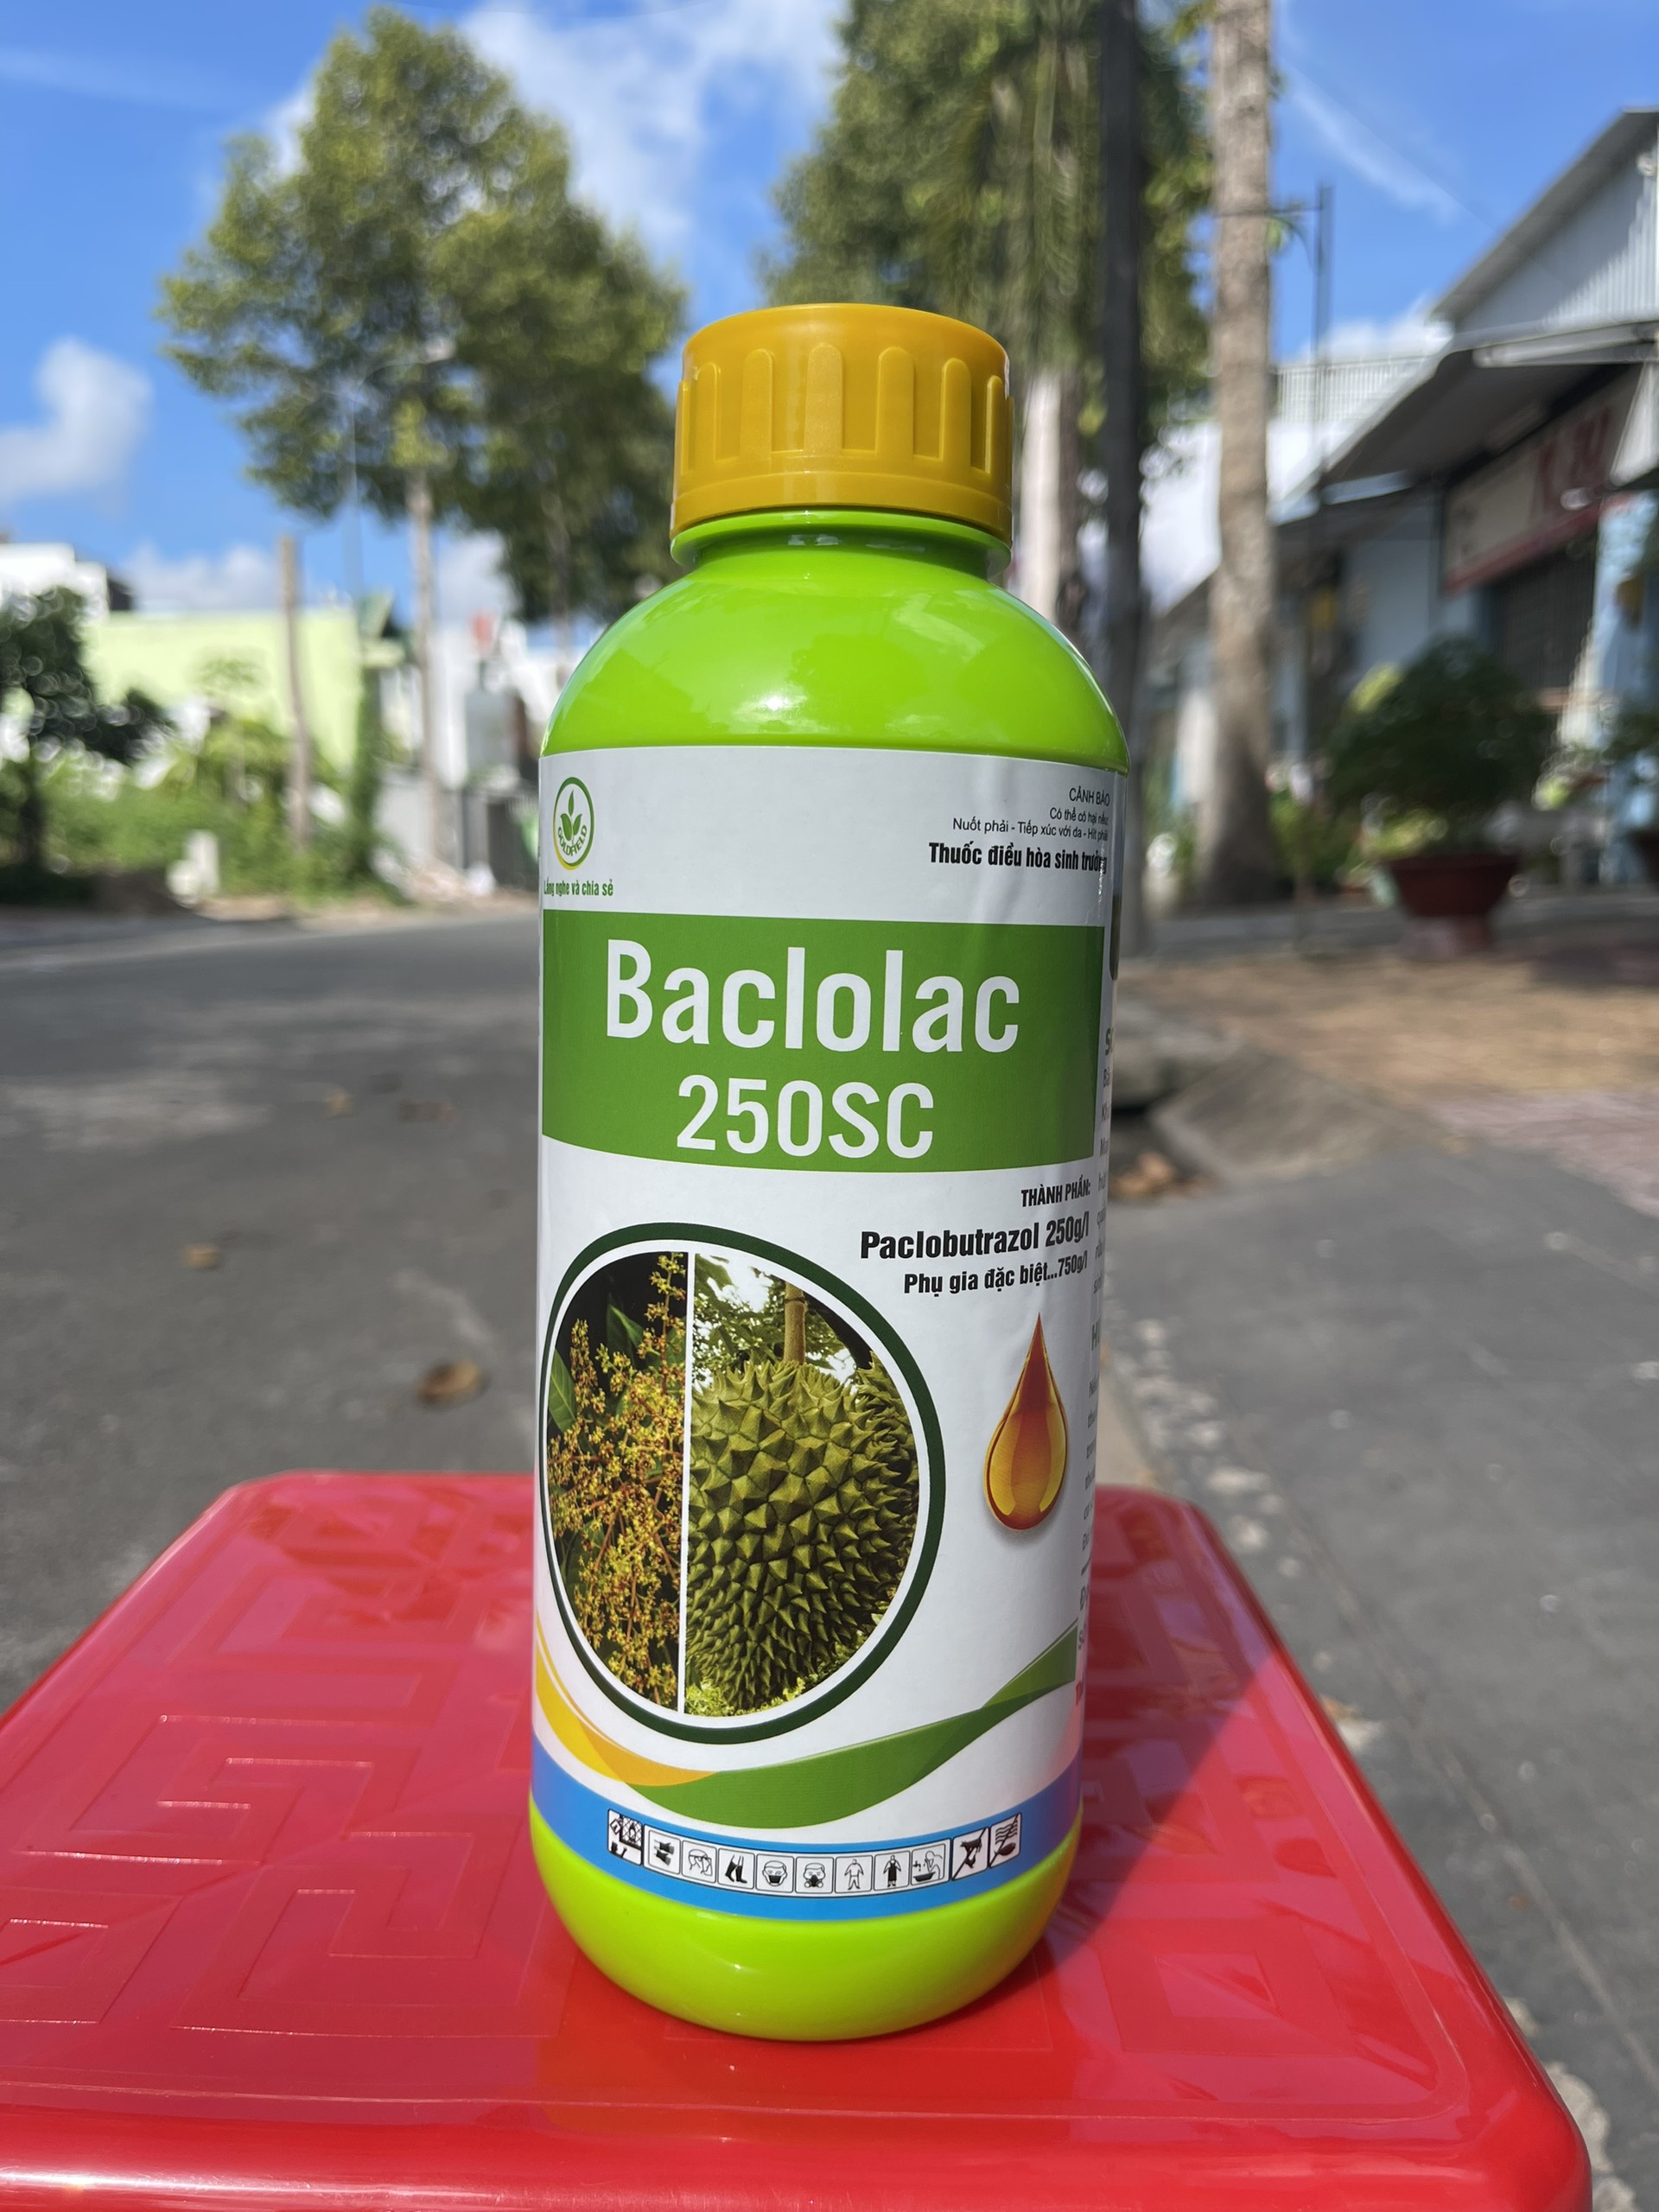 GOLDFIELD
Lắng nghe và chia sẻ
CẢNH BÁO
Có thể có hại nếu:
Nuốt phải - Tiếp xúc với da - Hít phải
Thuốc điều hòa sinh trưởng
Baclolac
250SC
THÀNH PHẦN:
Paclobutrazol 250g/l
Phụ gia đặc biệt...750g/l